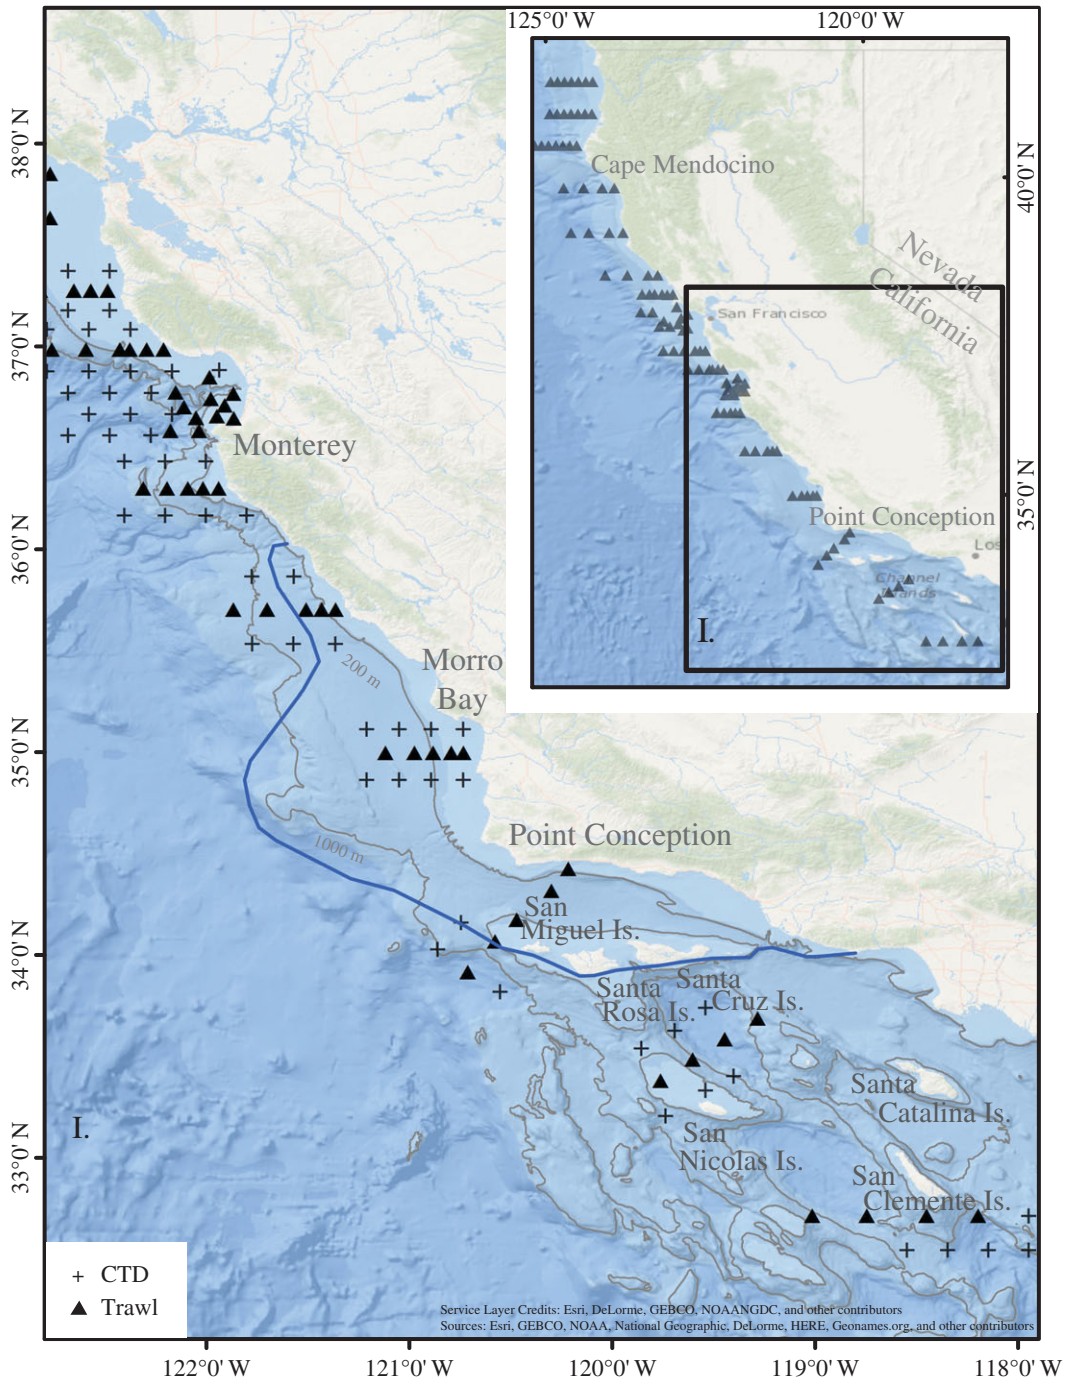 125°0' W
120°0' W
38°0' N
37°0' N
36°0' N
35°0' N
34°0' N
33°0' N
40°0' N
35°0' N
Cape Mendocino
Nevada
California
San Francisco
Point Conception
Los
Channel
Islands
I.
Monterey
Morro
Bay
200 m
1000 m
Point Conception
San
Miguel Is.
Santa
Rosa Is.
Santa
Cruz Is.
Santa
Catalina Is.
San
Nicolas Is.
San
Clemente Is.
I.
CTD
Trawl
Service Layer Credits: Esri, DeLorme, GEBCO, NOAANGDC, and other contributors
Sources: Esri, GEBCO, NOAA, National Geographic, DeLorme, HERE, Geonames.org, and other contributors
122°0' W
121°0' W
120°0' W
119°0' W
118°0' W